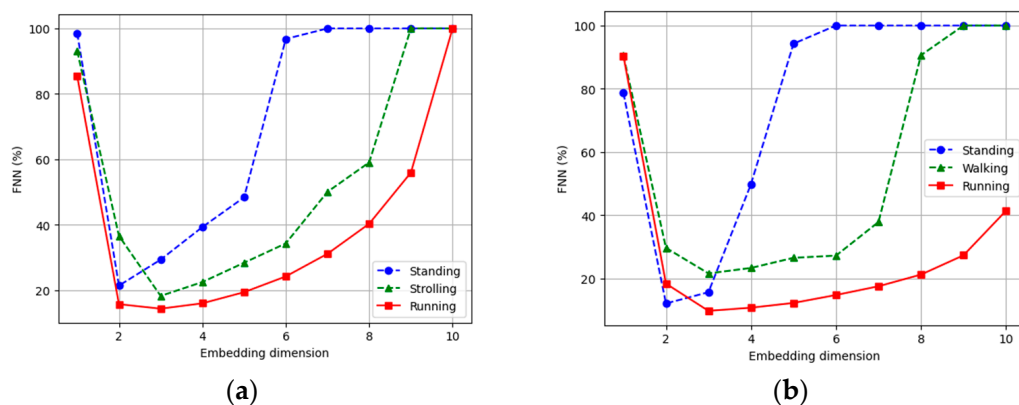 100
80
60
40
20
FNN (%)
Standing
Strolling
Running
2
4
6
8
10
Embedding dimension
(a)
100
80
60
40
20
FNN (%)
Standing
Walking
Running
2
4
6
8
10
Embedding dimension
(b)